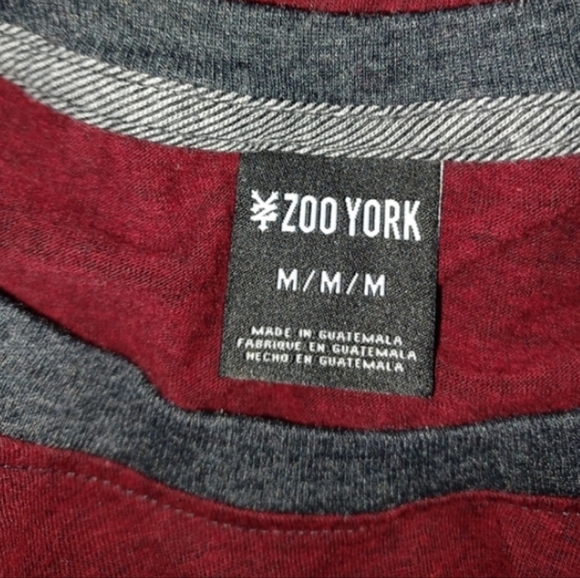 ZOO YORK
M/M/M
MADE IN GUATEMALA
FABRIQUE EN GUATEMALA
HECHO EN GUATEMALA